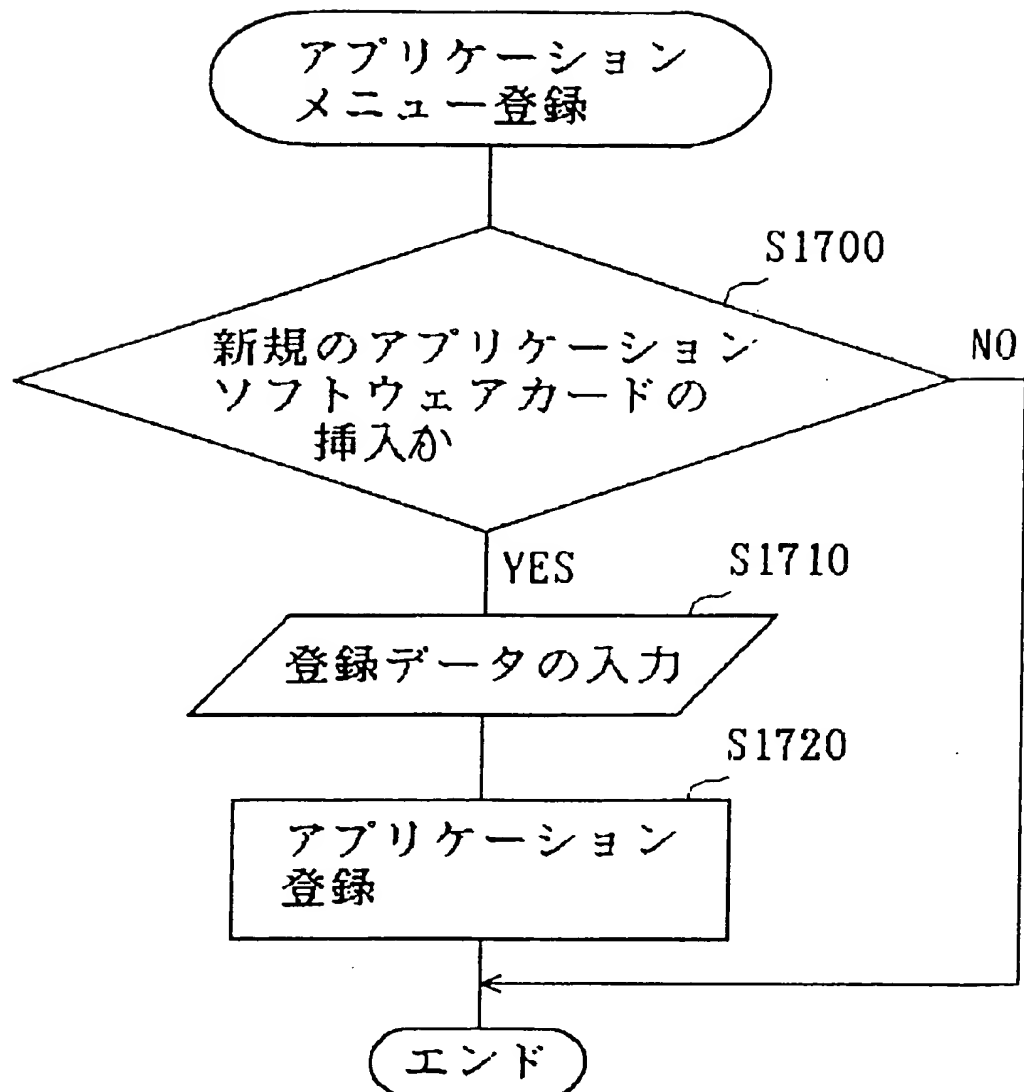 アプリケーション
メニュー登録
S1700
新規のアプリケーション
ソフトウェアカードの
挿入か
NO
YES
S1710
登録データの入力
S1720
アプリケーション
登録
エンド